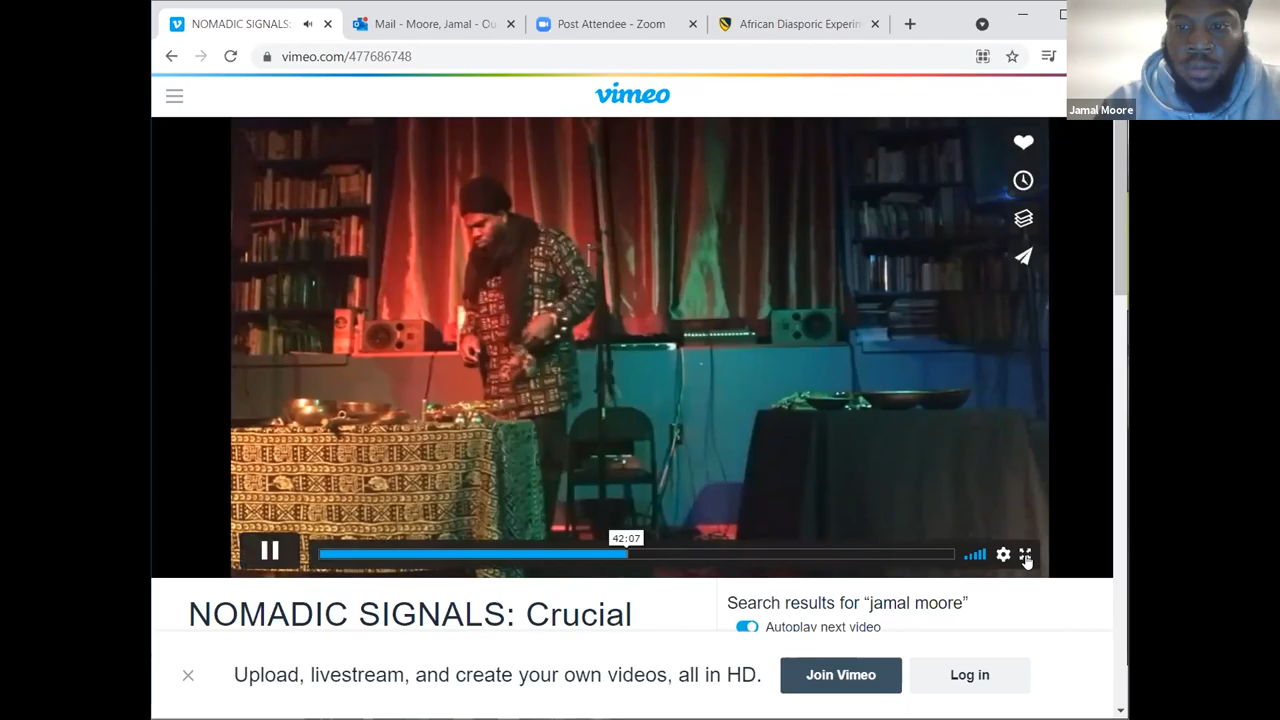 NOMADIC SIGNALS:
Mail - Moore, Jamal - Ou
Post Attendee - Zoom
African Diasporic Experim
vimeo.com/477686748
Jamal Moore
vimeo
42:07
NOMADIC SIGNALS: Crucial
Search results for “jamal moore”
Autoplay next video
Upload, livestream, and create your own videos, all in HD.
Join Vimeo
Log in